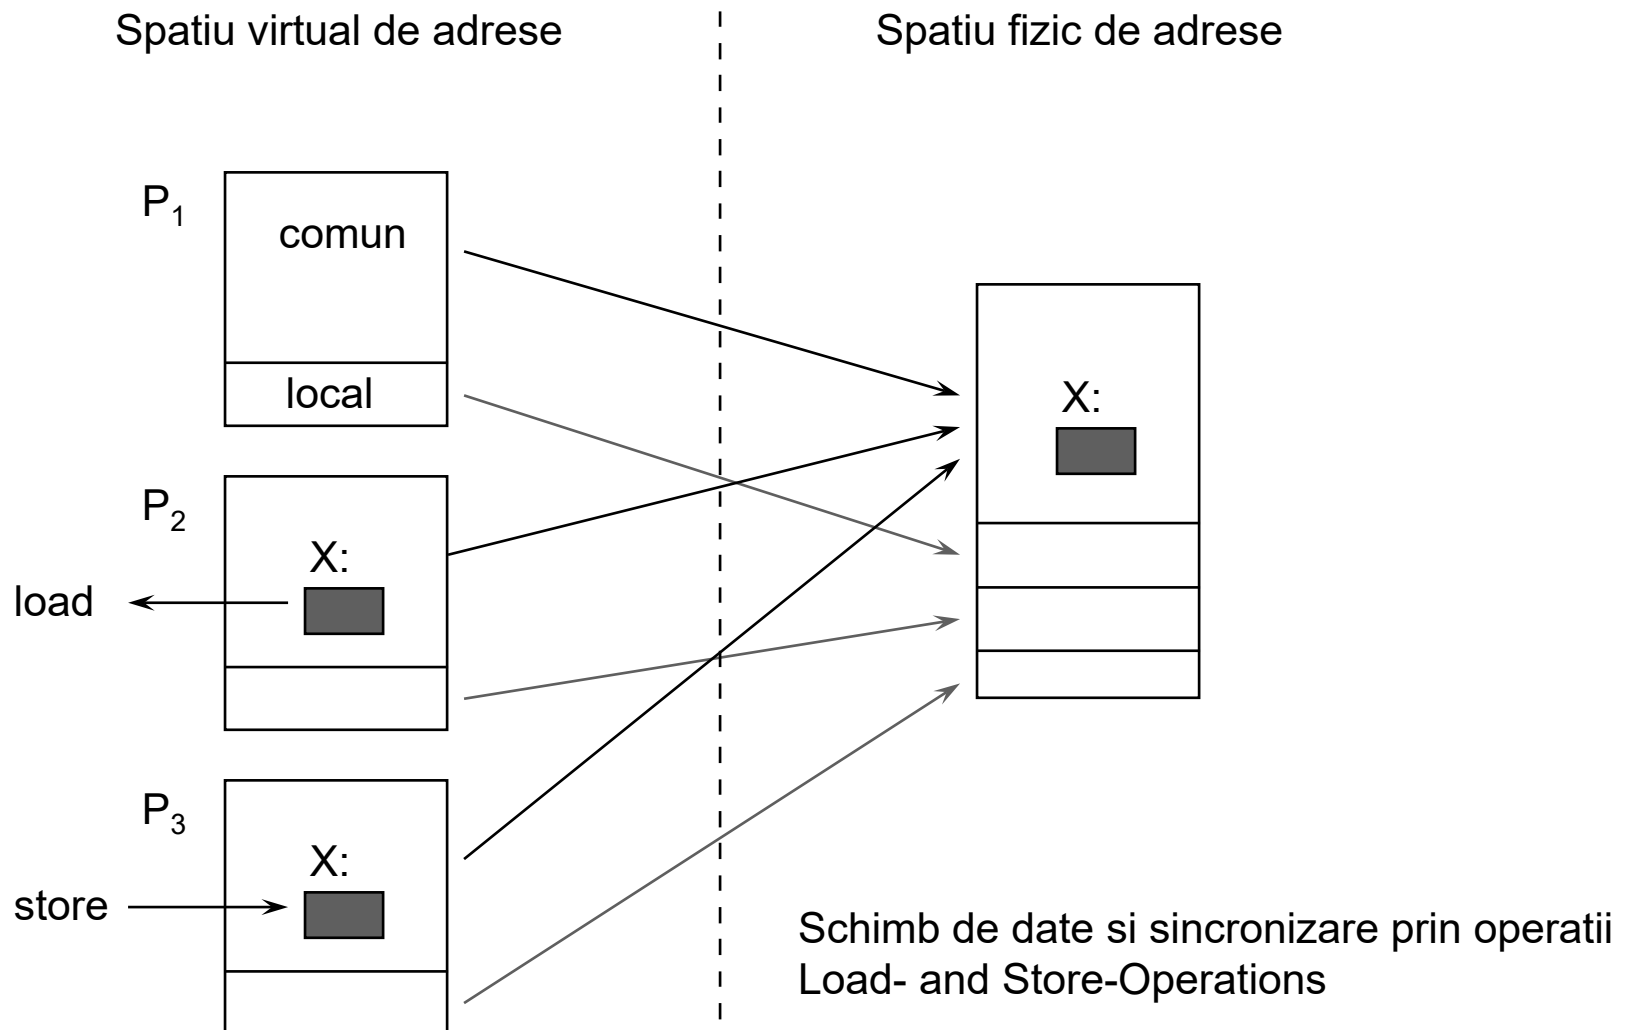 Spatiu virtual de adrese
Spatiu fizic de adrese
P1
comun
local
X:
P2
X:
load
P3
X:
store
Schimb de date si sincronizare prin operatii
Load- and Store-Operations